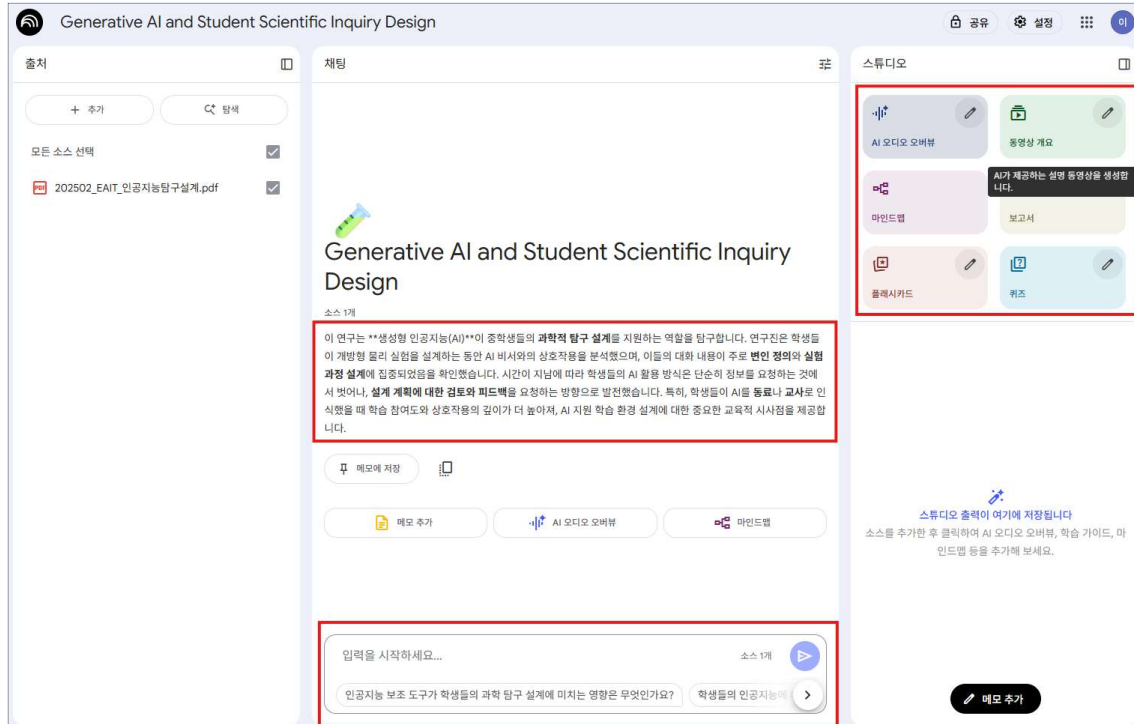 Generative AI and Student Scientific Inquiry Design
공유
설정
이
출처
+ 추가
탐색
모든 소스 선택
PDF
202502_EAIT_인공지능탐구설계.pdf
채팅
Generative AI and Student Scientific Inquiry
Design
소스 1개
이 연구는 **생성형 인공지능(AI)**이 중학생들의 과학적 탐구 설계를 지원하는 역할을 탐구합니다. 연구진은 학생들
이 개방형 물리 실험을 설계하는 동안 AI 비서와의 상호작용을 분석했으며, 이들의 대화 내용이 주로 변인 정의와 실험
과정 설계에 집중되었음을 확인했습니다. 시간이 지남에 따라 학생들의 AI 활용 방식은 단순히 정보를 요청하는 것에
서 벗어나, 설계 계획에 대한 검토와 피드백을 요청하는 방향으로 발전했습니다. 특히, 학생들이 AI를 동료나 교사로 인
식했을 때 학습 참여도와 상호작용의 깊이가 더 높아져, AI 지원 학습 환경 설계에 대한 중요한 교육적 시사점을 제공합
니다.
메모에 저장
메모 추가
AI 오디오 오버뷰
마인드맵
입력을 시작하세요...
소스 1개
인공지능 보조 도구가 학생들의 과학 탐구 설계에 미치는 영향은 무엇인가요?
학생들의 인공지능에
스튜디오
AI 오디오 오버뷰
동영상 개요
AI가 제공하는 설명 동영상을 생성합
니다.
마인드맵
보고서
플래시카드
퀴즈
스튜디오 출력이 여기에 저장됩니다
소스를 추가한 후 클릭하여 AI 오디오 오버뷰, 학습 가이드, 마
인드맵 등을 추가해 보세요.
메모 추가